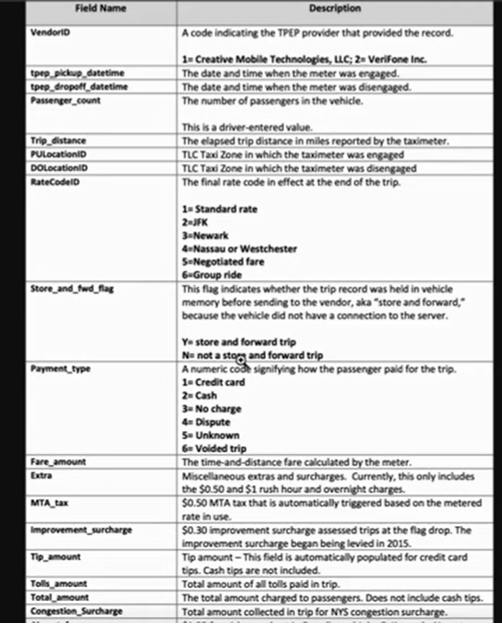 Field Name Description
VendorID A code indicating the TPEP provider that provided the record.
1= Creative Mobile Technologies, LLC; 2= VeriFone Inc.
tpep_pickup_datetime The date and time when the meter was engaged.
tpep_dropoff_datetime The date and time when the meter was disengaged.
Passenger_count The number of passengers in the vehicle.
This is a driver-entered value.
Trip_distance The elapsed trip distance in miles reported by the taximeter.
PULocationID TLC Taxi Zone in which the taximeter was engaged
DOLocationID TLC Taxi Zone in which the taximeter was disengaged
RateCodeID The final rate code in effect at the end of the trip.
1= Standard rate
2=JFK
3=Newark
4=Nassau or Westchester
5=Negotiated fare
6=Group ride
Store_and_fwd_flag This flag indicates whether the trip record was held in vehicle
memory before sending to the vendor, aka “store and forward,”
because the vehicle did not have a connection to the server.
Y= store and forward trip
N= not a store and forward trip
Payment_type A numeric code signifying how the passenger paid for the trip.
1= Credit card
2= Cash
3= No charge
4= Dispute
5= Unknown
6= Voided trip
Fare_amount The time-and-distance fare calculated by the meter.
Extra Miscellaneous extras and surcharges. Currently, this only includes
the $0.50 and $1 rush hour and overnight charges.
MTA_tax $0.50 MTA tax that is automatically triggered based on the metered
rate in use.
Improvement_surcharge $0.30 improvement surcharge assessed trips at the flag drop. The
improvement surcharge began being levied in 2015.
Tip_amount Tip amount – This field is automatically populated for credit card
tips. Cash tips are not included.
Tolls_amount Total amount of all tolls paid in trip.
Total_amount The total amount charged to passengers. Does not include cash tips.
Congestion_Surcharge Total amount collected in trip for NYS congestion surcharge.